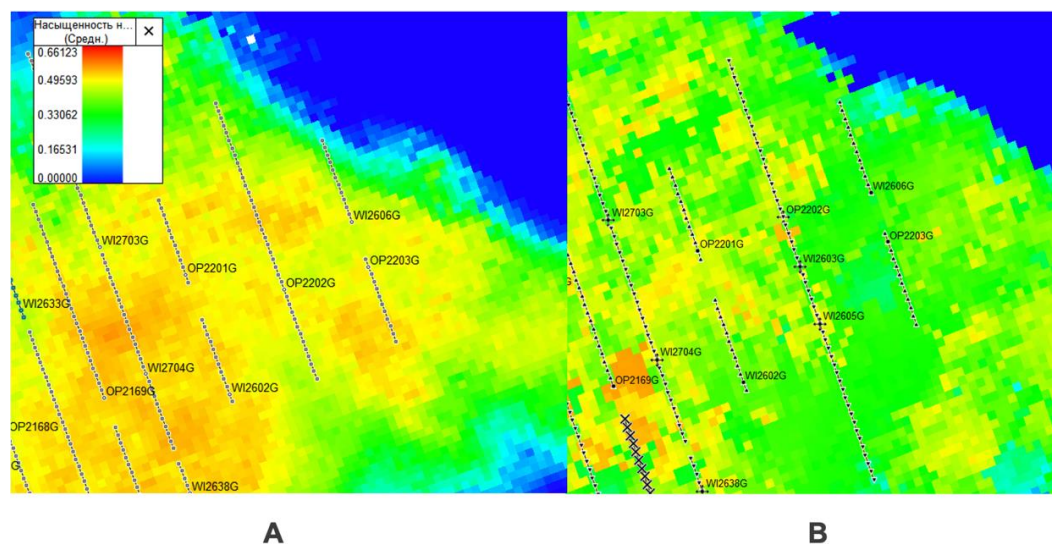 Насыщенность н...
(Средн.)
0.66123
0.49593
0.33062
0.16531
0.00000
WI2606G
WI2703G
OP2201G
OP2203G
WI2633G
OP2202G
WI2704G
OP2169G
WI2602G
OP2168G
G
WI2638G
WI2606G
WI2703G
OP2202G
OP2203G
OP2201G
WI2603G
WI2605G
WI2704G
OP2169G
WI2602G
WI2638G
A
B